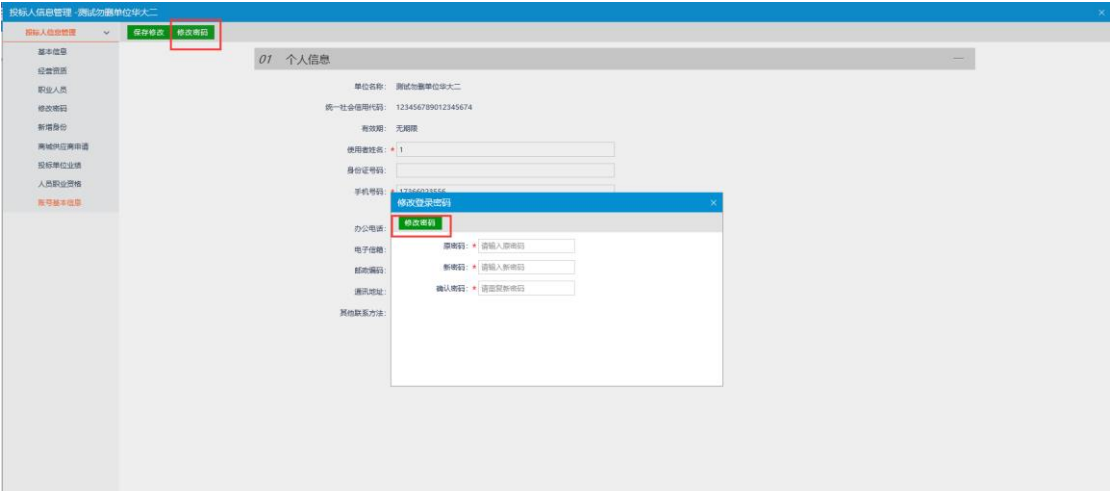 投标人信息管理 -测试勿删单位华大二
投标人信息管理
保存修改 修改密码
基本信息
经营资质
职业人员
修改密码
新增身份
商城供应商申请
投标单位业绩
人员职业资格
账号基本信息
01 个人信息
单位名称: 测试勿删单位华大二
统一社会信用代码: 123456789012345674
有效期: 无期限
使用者姓名: * 1
身份证号码:
手机号码: * 17366023556
办公电话:
电子信箱:
邮政编码:
通讯地址:
其他联系方法:
修改登录密码
修改密码
原密码: * 请输入原密码
新密码: * 请输入新密码
确认密码: * 请重复新密码